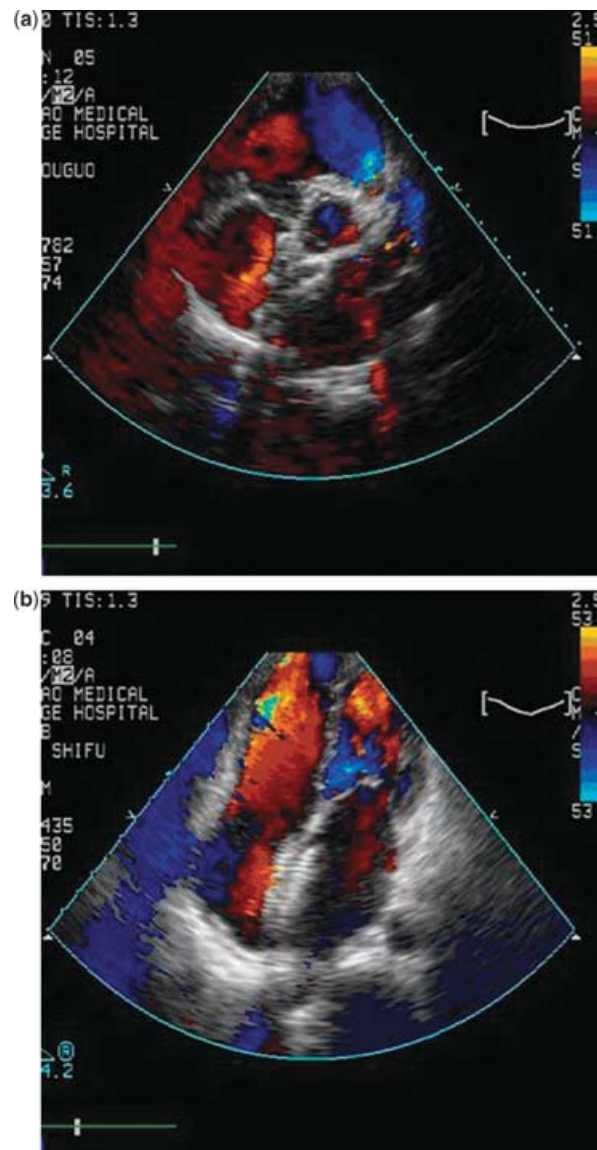 (a)
0 TIS:1.3
2.5
51
N 05
:12
/M2/A
AO MEDICAL
GE HOSPITAL
OUGUO
C
M
/
S
782
57
74
51
R
3.6
(b)
9 TIS:1.3
2.5
53
C 04
:08
/M2/A
AO MEDICAL
GE HOSPITAL
B
SHIFU
M
C
M
/
S
435
50
70
53
R
4.2